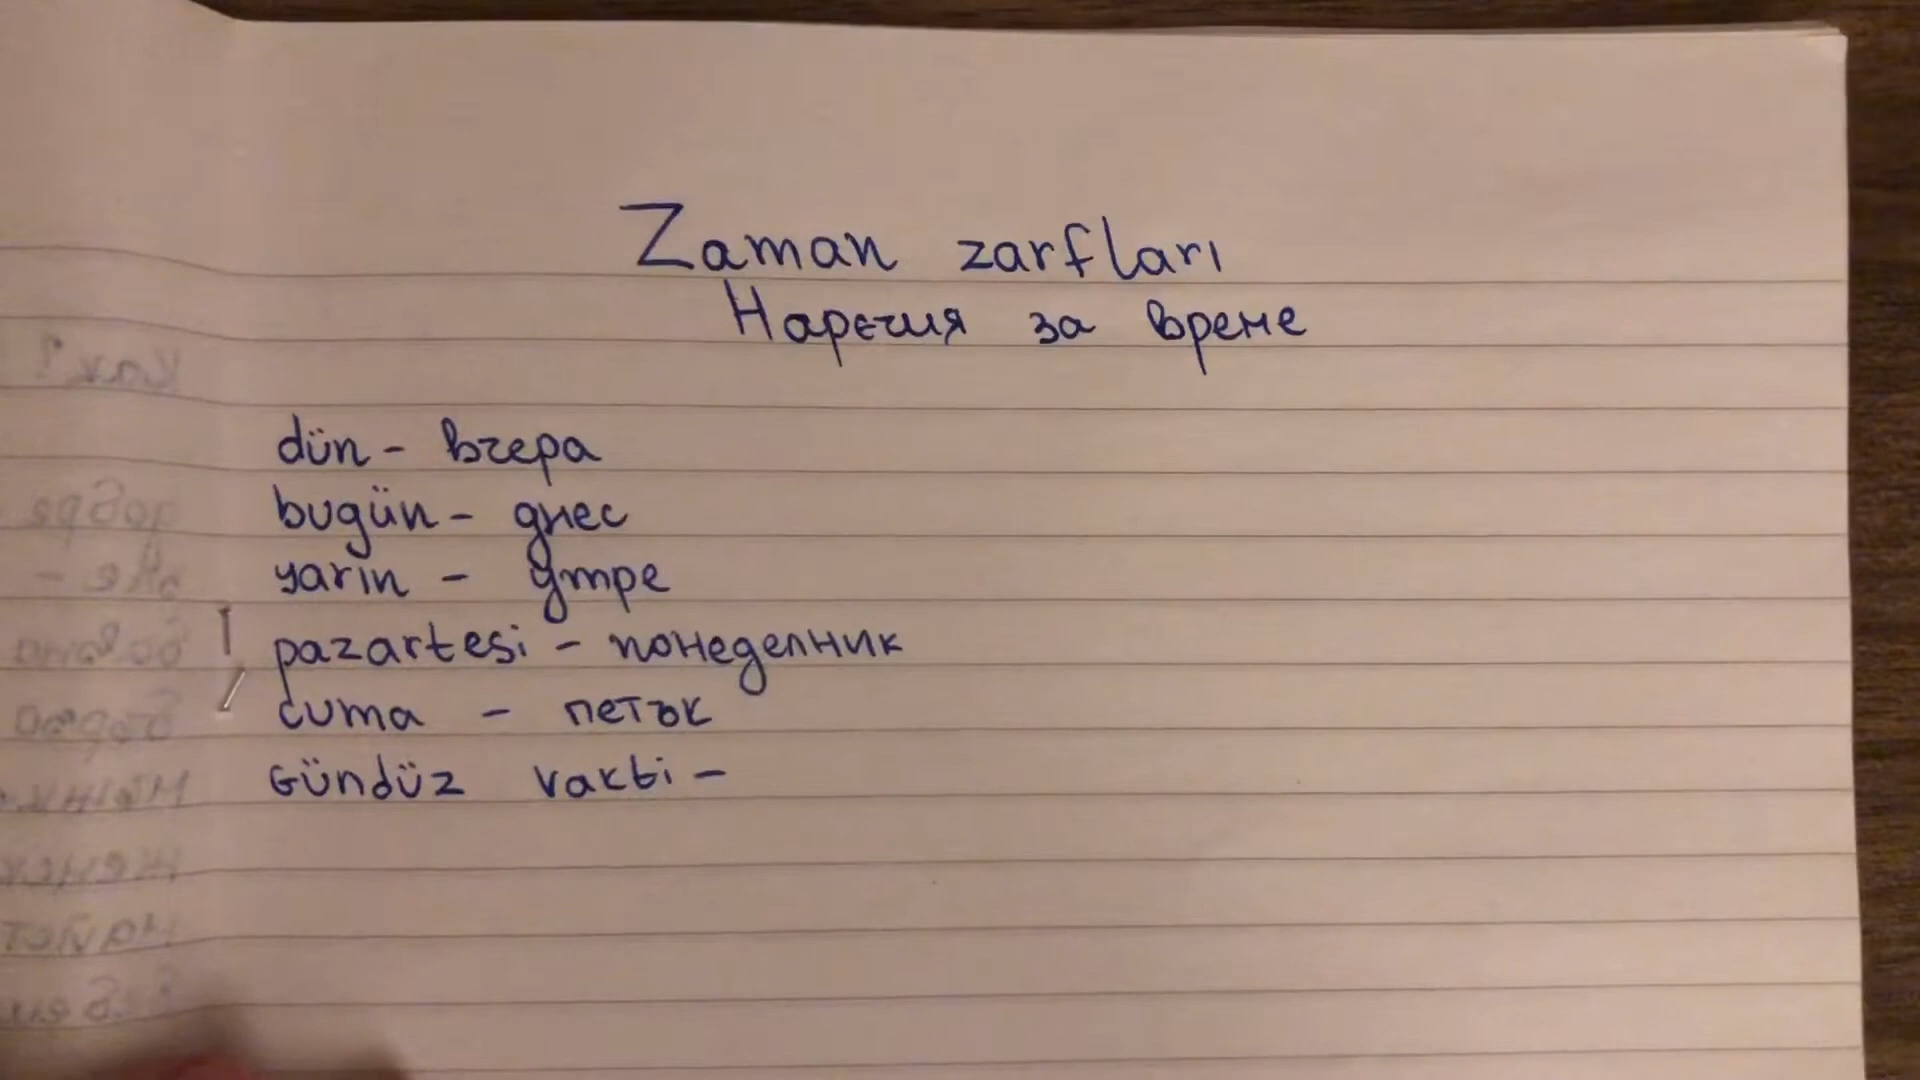 Zaman zarfları
Наречия за време
dün - вчера
bugün - днес
yarın - утре
pazartesi - понеделник
cuma - петък
Gündüz vakti -